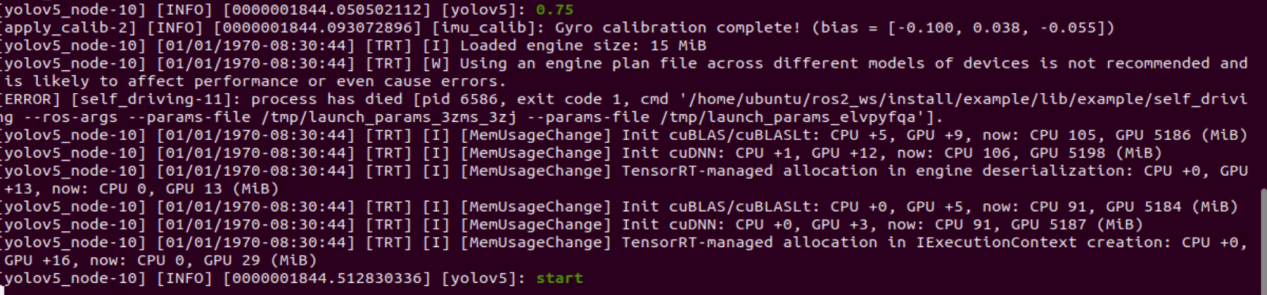 [yolov5_node-10] [INFO] [0000001844.050502112] [yolov5]: 0.75
[apply_calib-2] [INFO] [0000001844.093072896] [imu_calib]: Gyro calibration complete! (bias = [-0.100, 0.038, -0.055])
[yolov5_node-10] [01/01/1970-08:30:44] [TRT] [I] Loaded engine size: 15 MiB
[yolov5_node-10] [01/01/1970-08:30:44] [TRT] [W] Using an engine plan file across different models of devices is not recommended and
is likely to affect performance or even cause errors.
[ERROR] [self_driving-11]: process has died [pid 6586, exit code 1, cmd '/home/ubuntu/ros2_ws/install/example/lib/example/self_drivi
ng --ros-args --params-file /tmp/launch_params_3zms_3zj --params-file /tmp/launch_params_elvpyfqa'].
[yolov5_node-10] [01/01/1970-08:30:44] [TRT] [I] [MemUsageChange] Init cuBLAS/cuBLASLt: CPU +5, GPU +9, now: CPU 105, GPU 5186 (MiB)
[yolov5_node-10] [01/01/1970-08:30:44] [TRT] [I] [MemUsageChange] Init cuDNN: CPU +1, GPU +12, now: CPU 106, GPU 5198 (MiB)
[yolov5_node-10] [01/01/1970-08:30:44] [TRT] [I] [MemUsageChange] TensorRT-managed allocation in engine deserialization: CPU +0, GPU
+13, now: CPU 0, GPU 13 (MiB)
[yolov5_node-10] [01/01/1970-08:30:44] [TRT] [I] [MemUsageChange] Init cuBLAS/cuBLASLt: CPU +0, GPU +5, now: CPU 91, GPU 5184 (MiB)
[yolov5_node-10] [01/01/1970-08:30:44] [TRT] [I] [MemUsageChange] Init cuDNN: CPU +0, GPU +3, now: CPU 91, GPU 5187 (MiB)
[yolov5_node-10] [01/01/1970-08:30:44] [TRT] [I] [MemUsageChange] TensorRT-managed allocation in IExecutionContext creation: CPU +0,
GPU +16, now: CPU 0, GPU 29 (MiB)
[yolov5_node-10] [INFO] [0000001844.512830336] [yolov5]: start